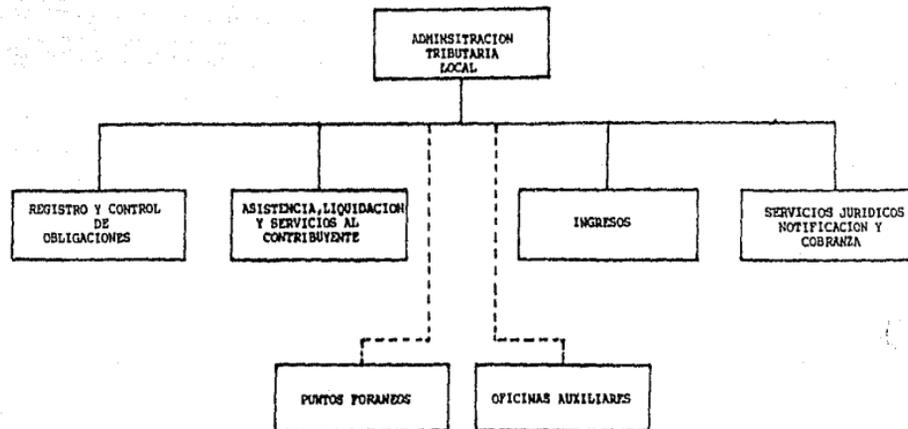 ADMINSITRACION
TRIBUTARIA
LOCAL
REGISTRO Y CONTROL
DE
OBLIGACIONES
ASISTENCIA, LIQUIDACION
Y SERVICIOS AL
CONTRIBUYENTE
INGRESOS
SERVICIOS JURIDICOS
NOTIFICACION Y
COBRANZA
PUNTOS FORANEOS
OFICINAS AUXILIARES